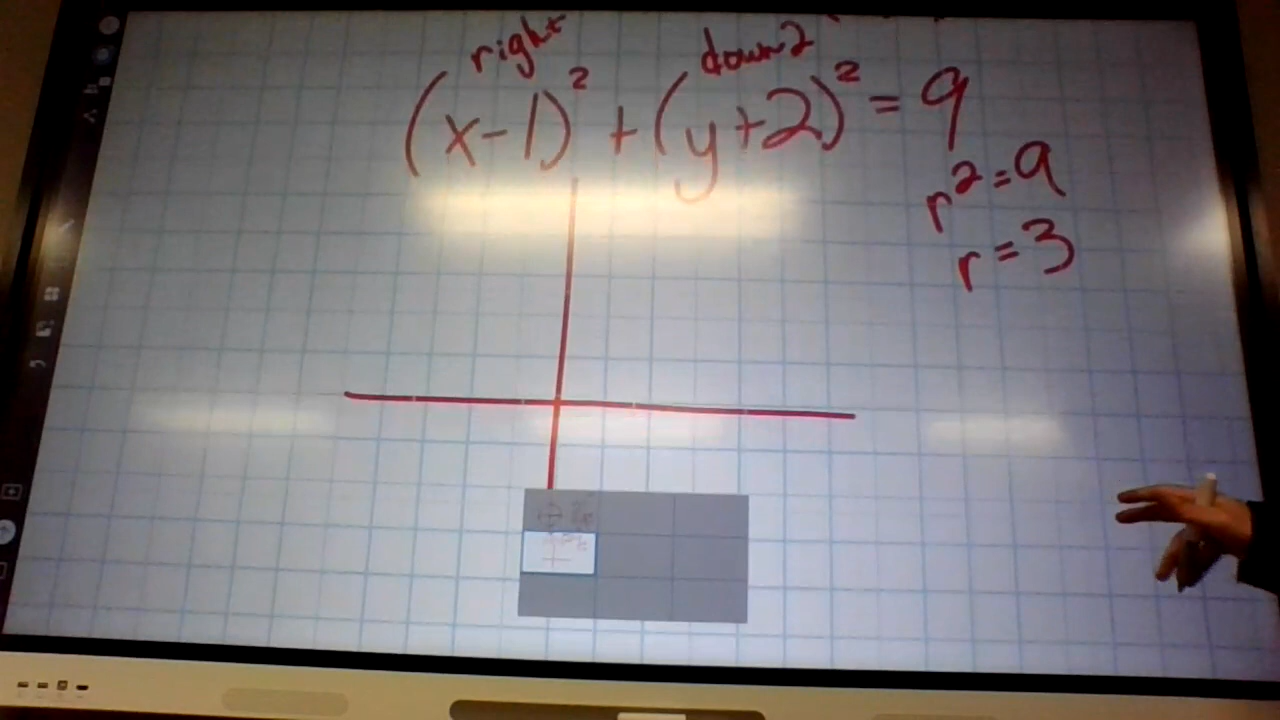 right down 2
(x-1)² + (y+2)² = 9
r² = 9
r = 3